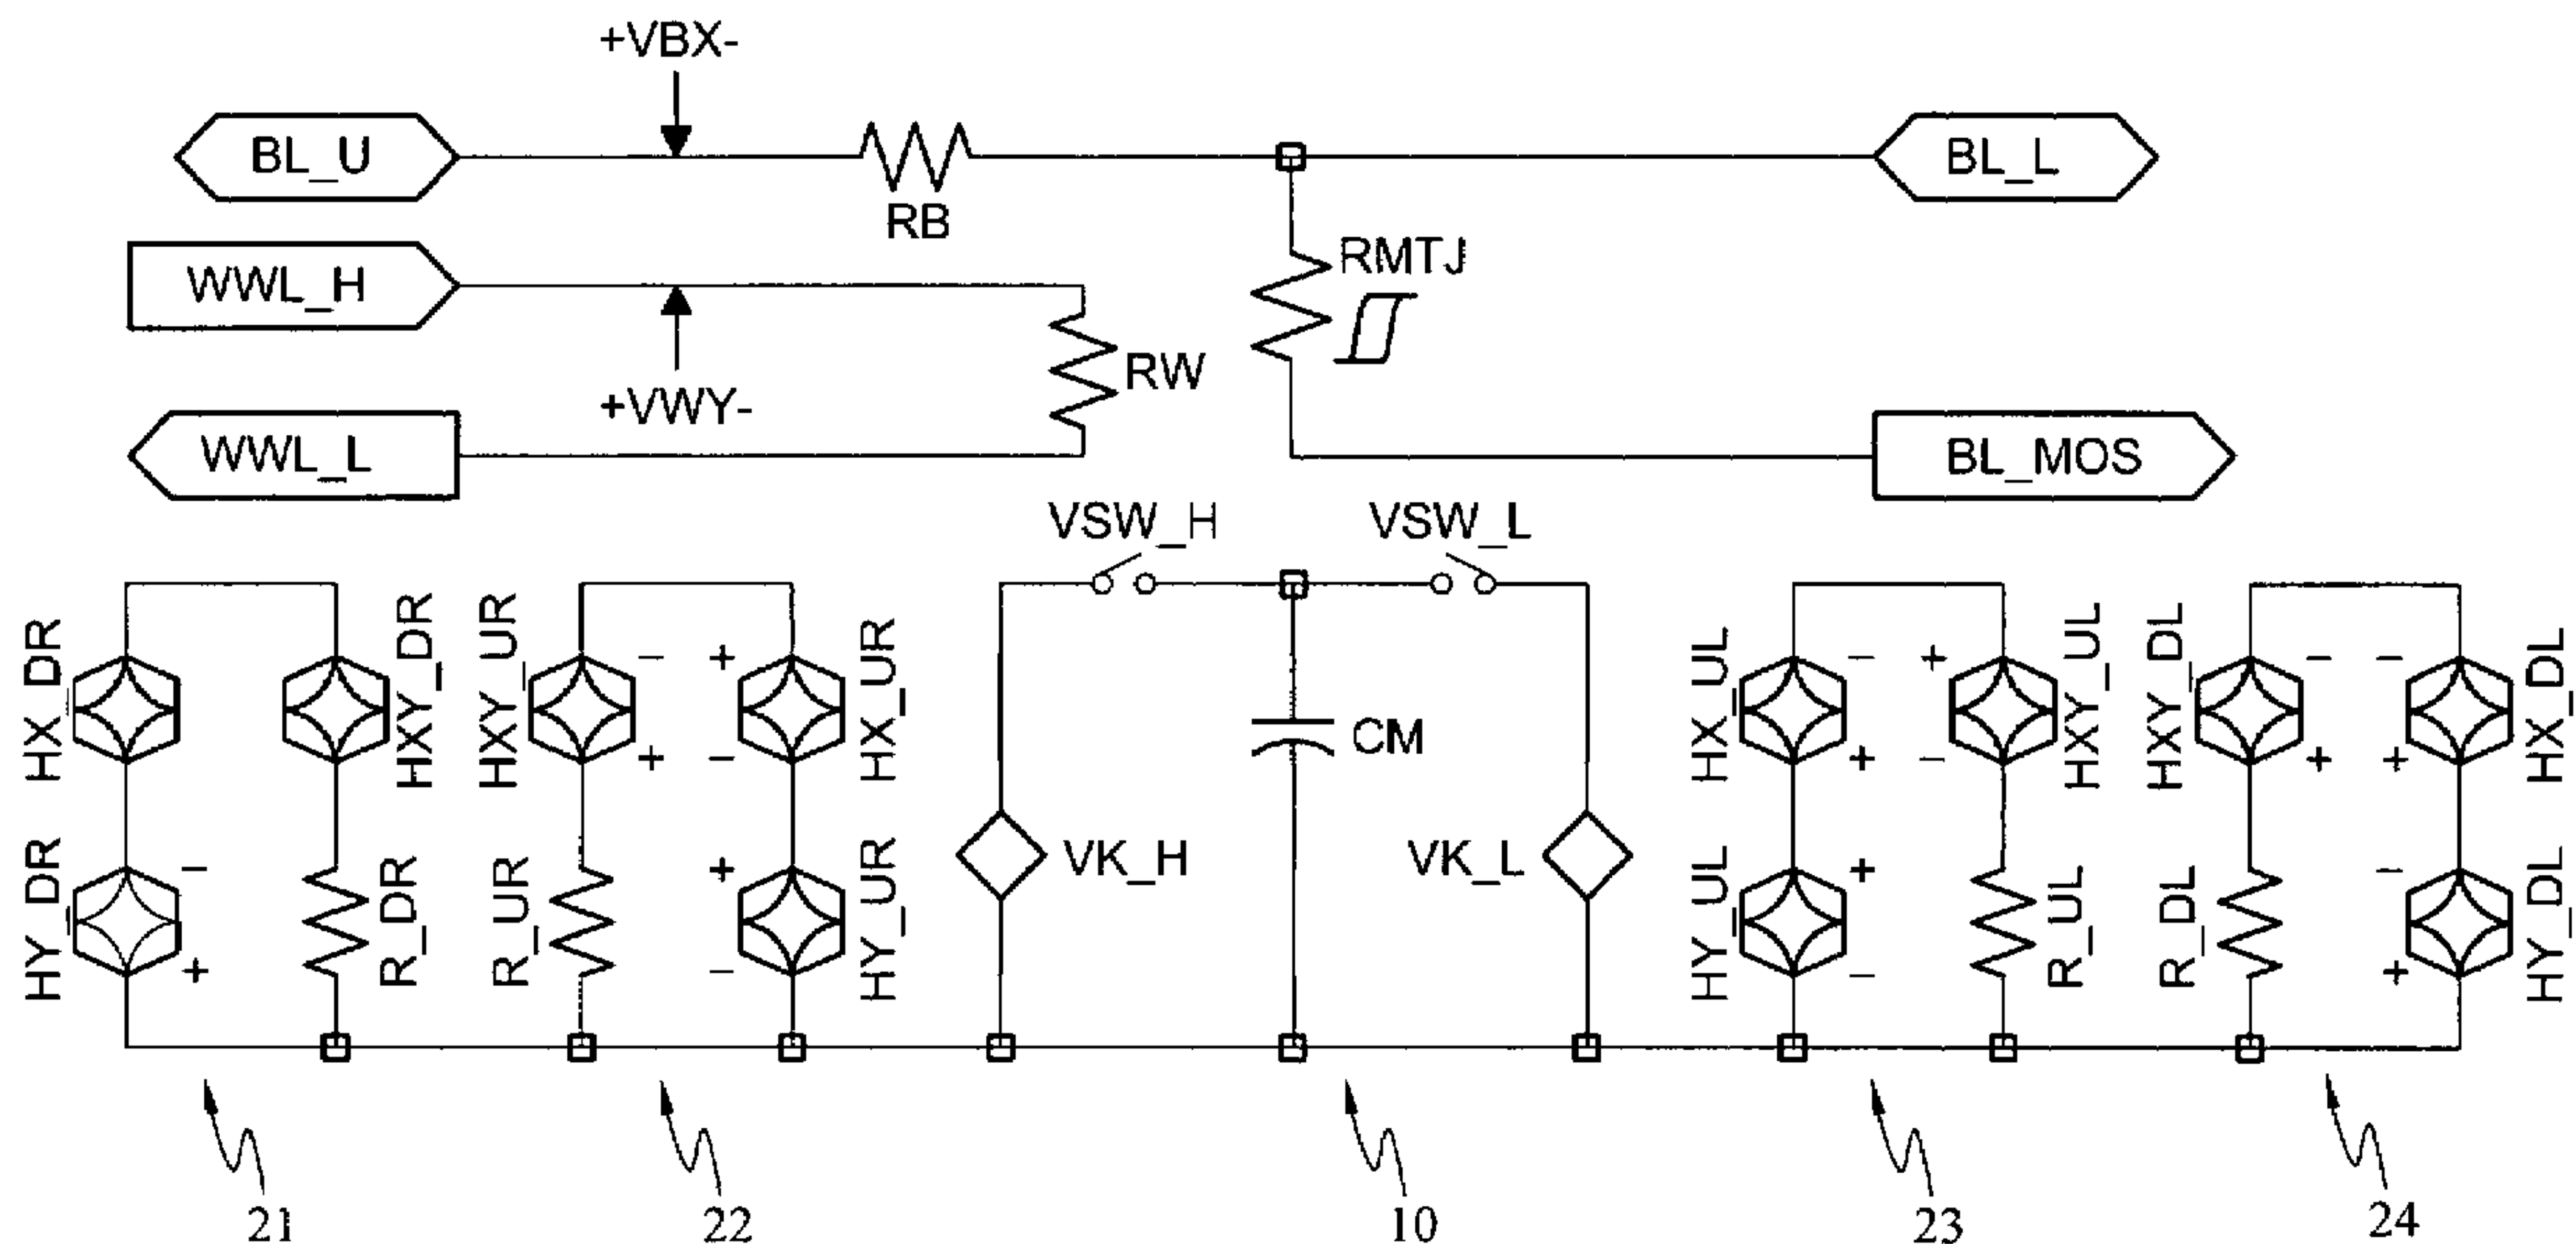 +VBX-
BL_U
BL_L
RB
RMTJ
WWL_H
RW
+VWY-
WWL_L
BL_MOS
VSW_H
VSW_L
HX_DR
HXY_DR
HXY_UR
- +
+ -
HX_UR
CM
HX_UL
- +
+ -
HXY_UL
HXY_DL
- +
- +
HX_DL
HY_DR
- +
R_DR
R_UR
+ -
HY_UR
VK_H
VK_L
HY_UL
+ -
R_UL
R_DL
- +
HY_DL
21
22
10
23
24